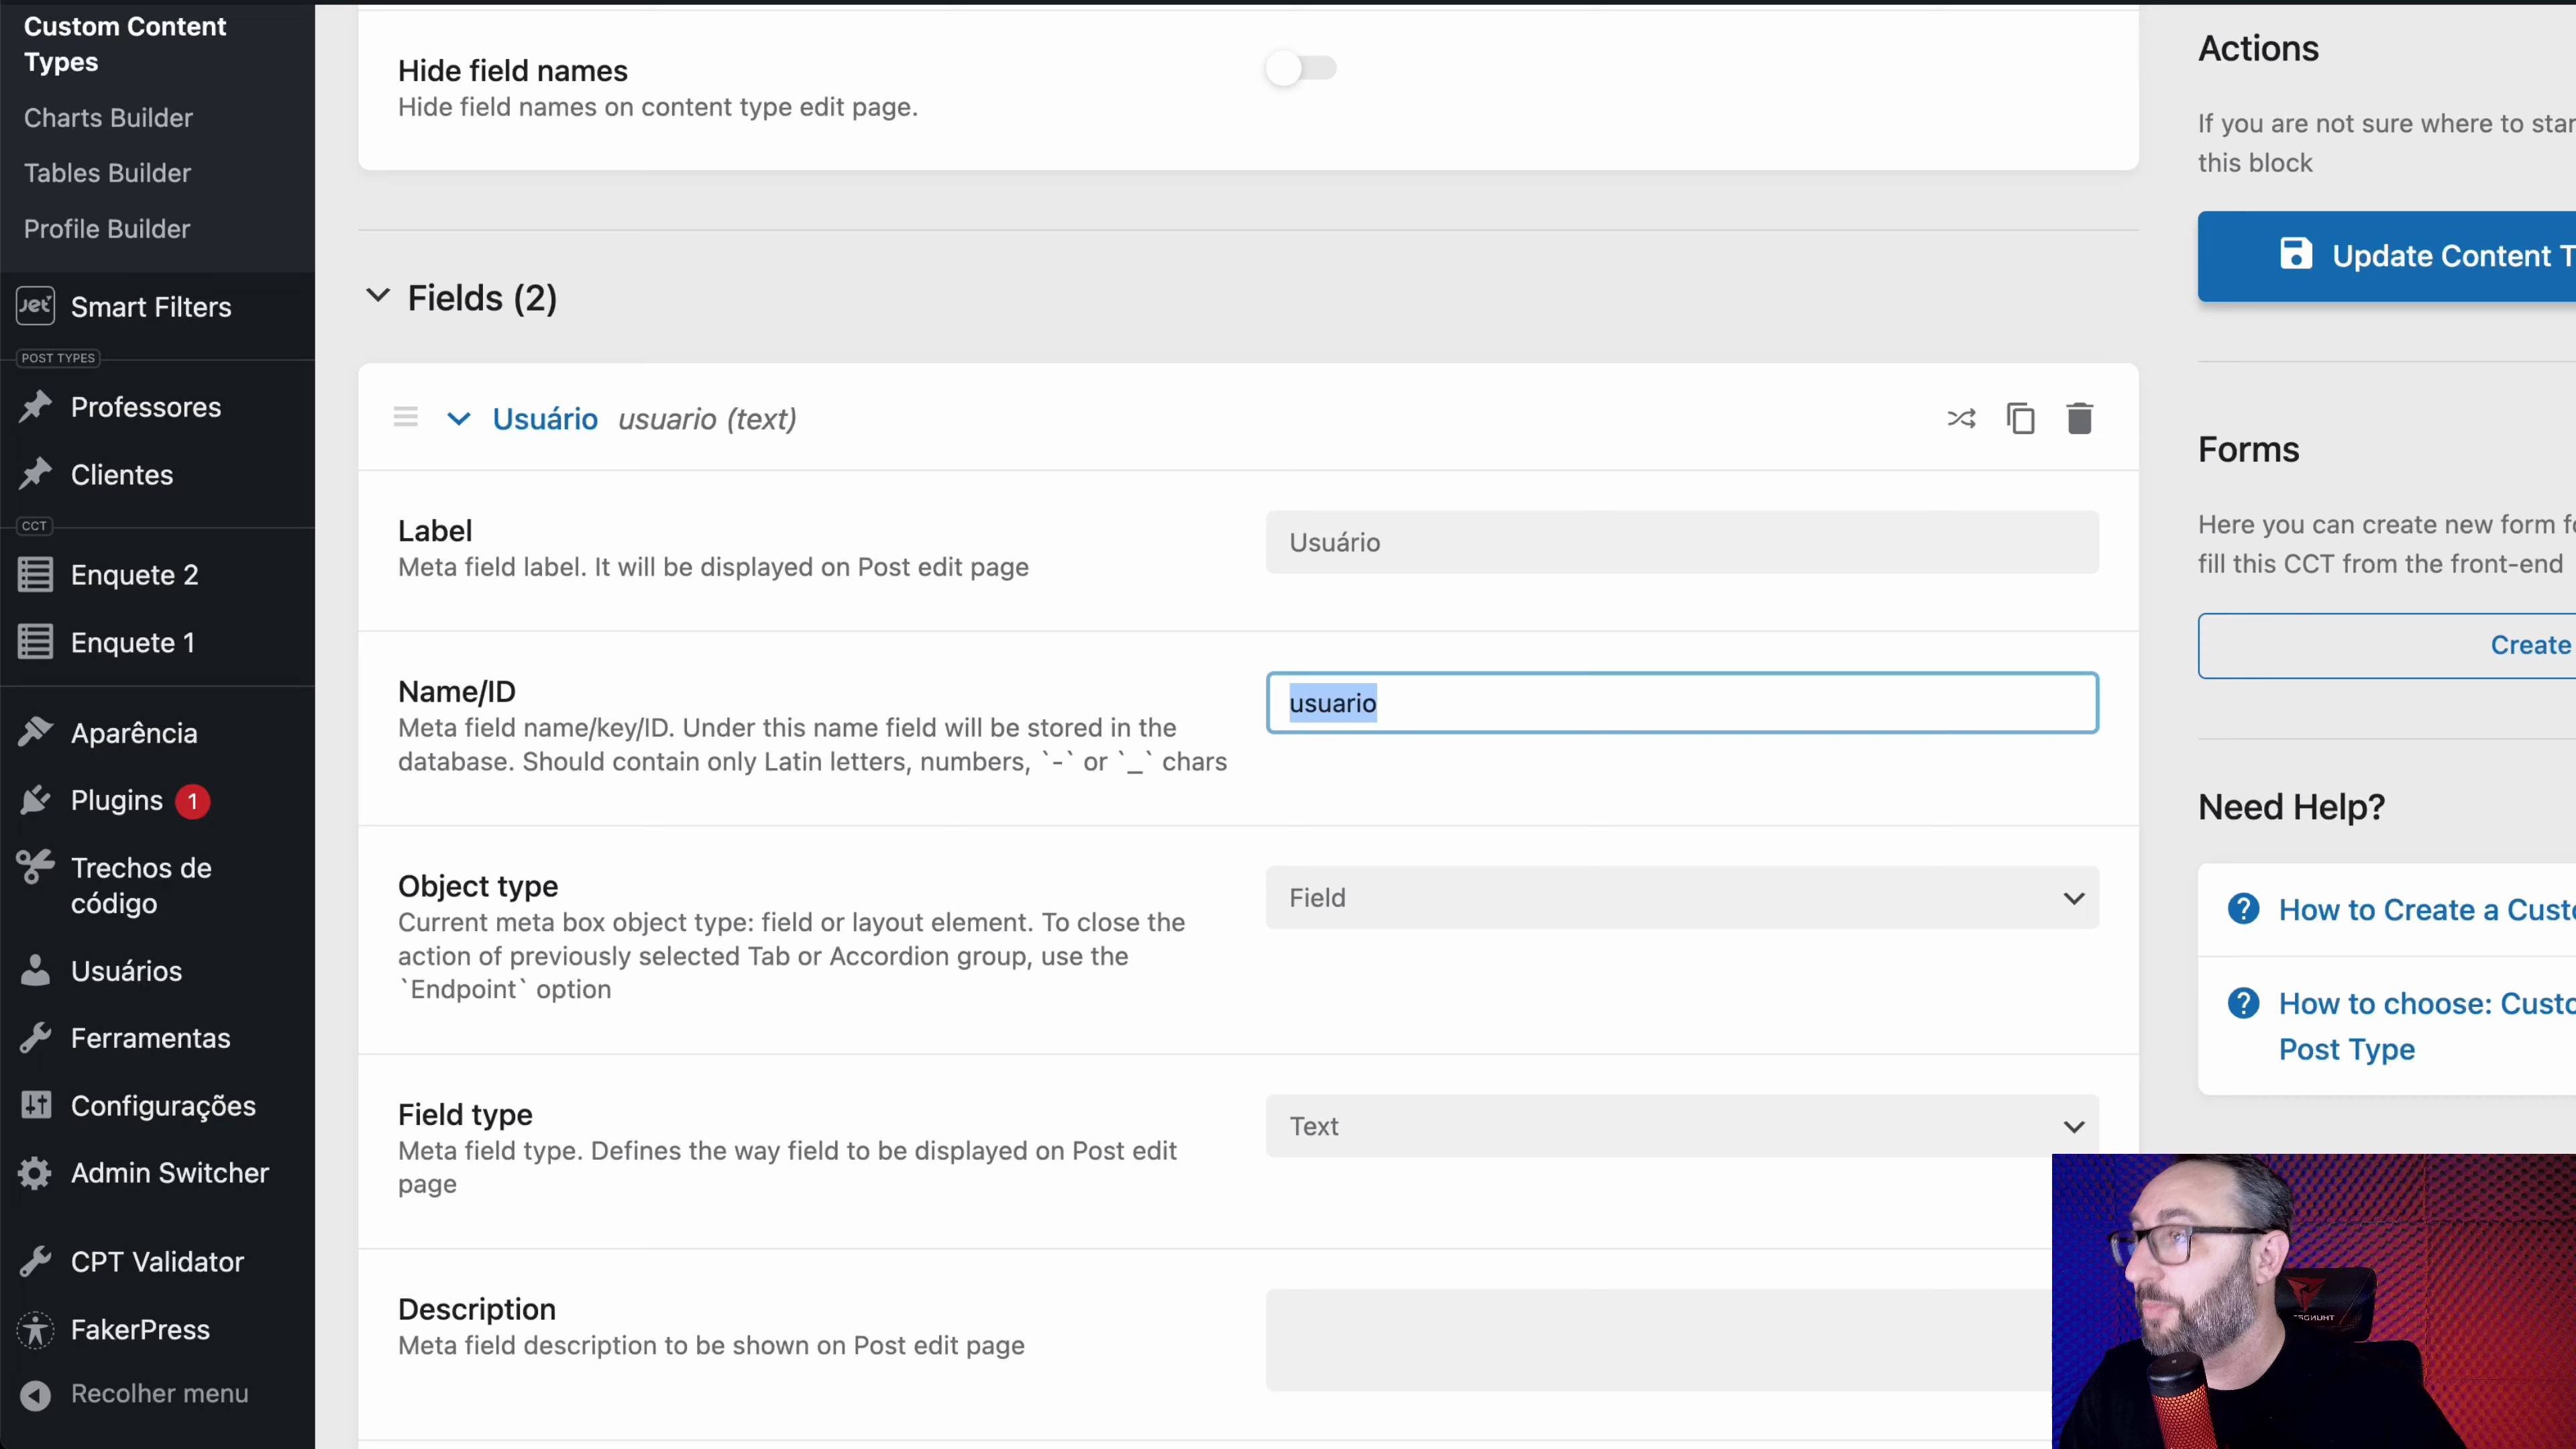 Custom Content
Types
Charts Builder
Tables Builder
Profile Builder
Jet Smart Filters
POST TYPES
Professores
Clientes
CCT
Enquete 2
Enquete 1
Aparência
Plugins 1
Trechos de
código
Usuários
Ferramentas
Configurações
Admin Switcher
CPT Validator
FakerPress
Recolher menu
Hide field names
Hide field names on content type edit page.
Fields (2)
Usuário usuario (text)
Label
Meta field label. It will be displayed on Post edit page
Usuário
Name/ID
Meta field name/key/ID. Under this name field will be stored in the
database. Should contain only Latin letters, numbers, `-` or `_` chars
usuario
Object type
Current meta box object type: field or layout element. To close the
action of previously selected Tab or Accordion group, use the
`Endpoint` option
Field
Field type
Meta field type. Defines the way field to be displayed on Post edit
page
Text
Description
Meta field description to be shown on Post edit page
Actions
If you are not sure where to star
this block
Update Content T
Forms
Here you can create new form f
fill this CCT from the front-end
Create
Need Help?
How to Create a Cust
How to choose: Custo
Post Type